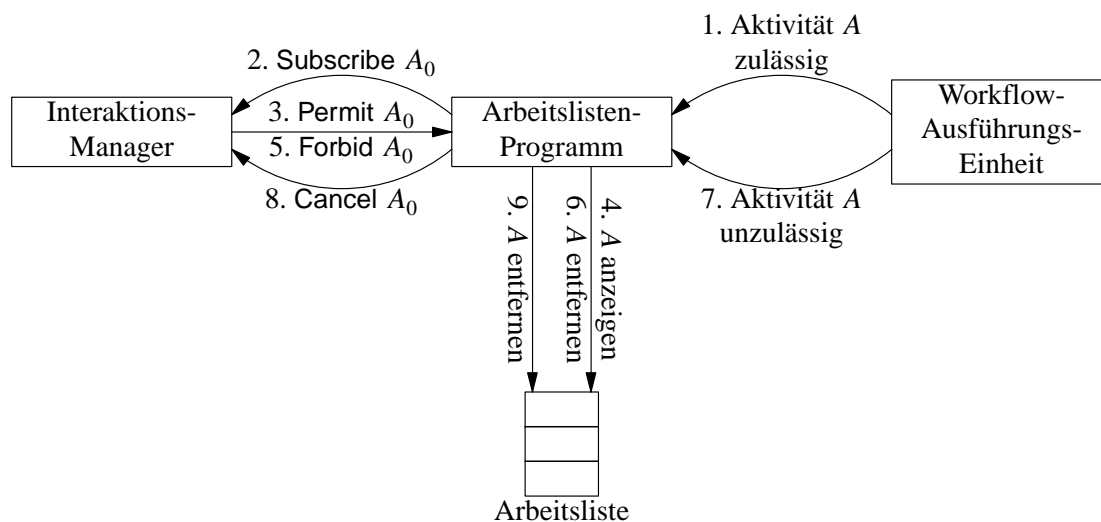 1. Aktivität A
zulässig
2. Subscribe A₀
Interaktions-
Manager
3. Permit A₀
5. Forbid A₀
Arbeitslisten-
Programm
Workflow-
Ausführungs-
Einheit
8. Cancel A₀
7. Aktivität A
unzulässig
9. A entfernen
6. A entfernen
4. A anzeigen
Arbeitsliste